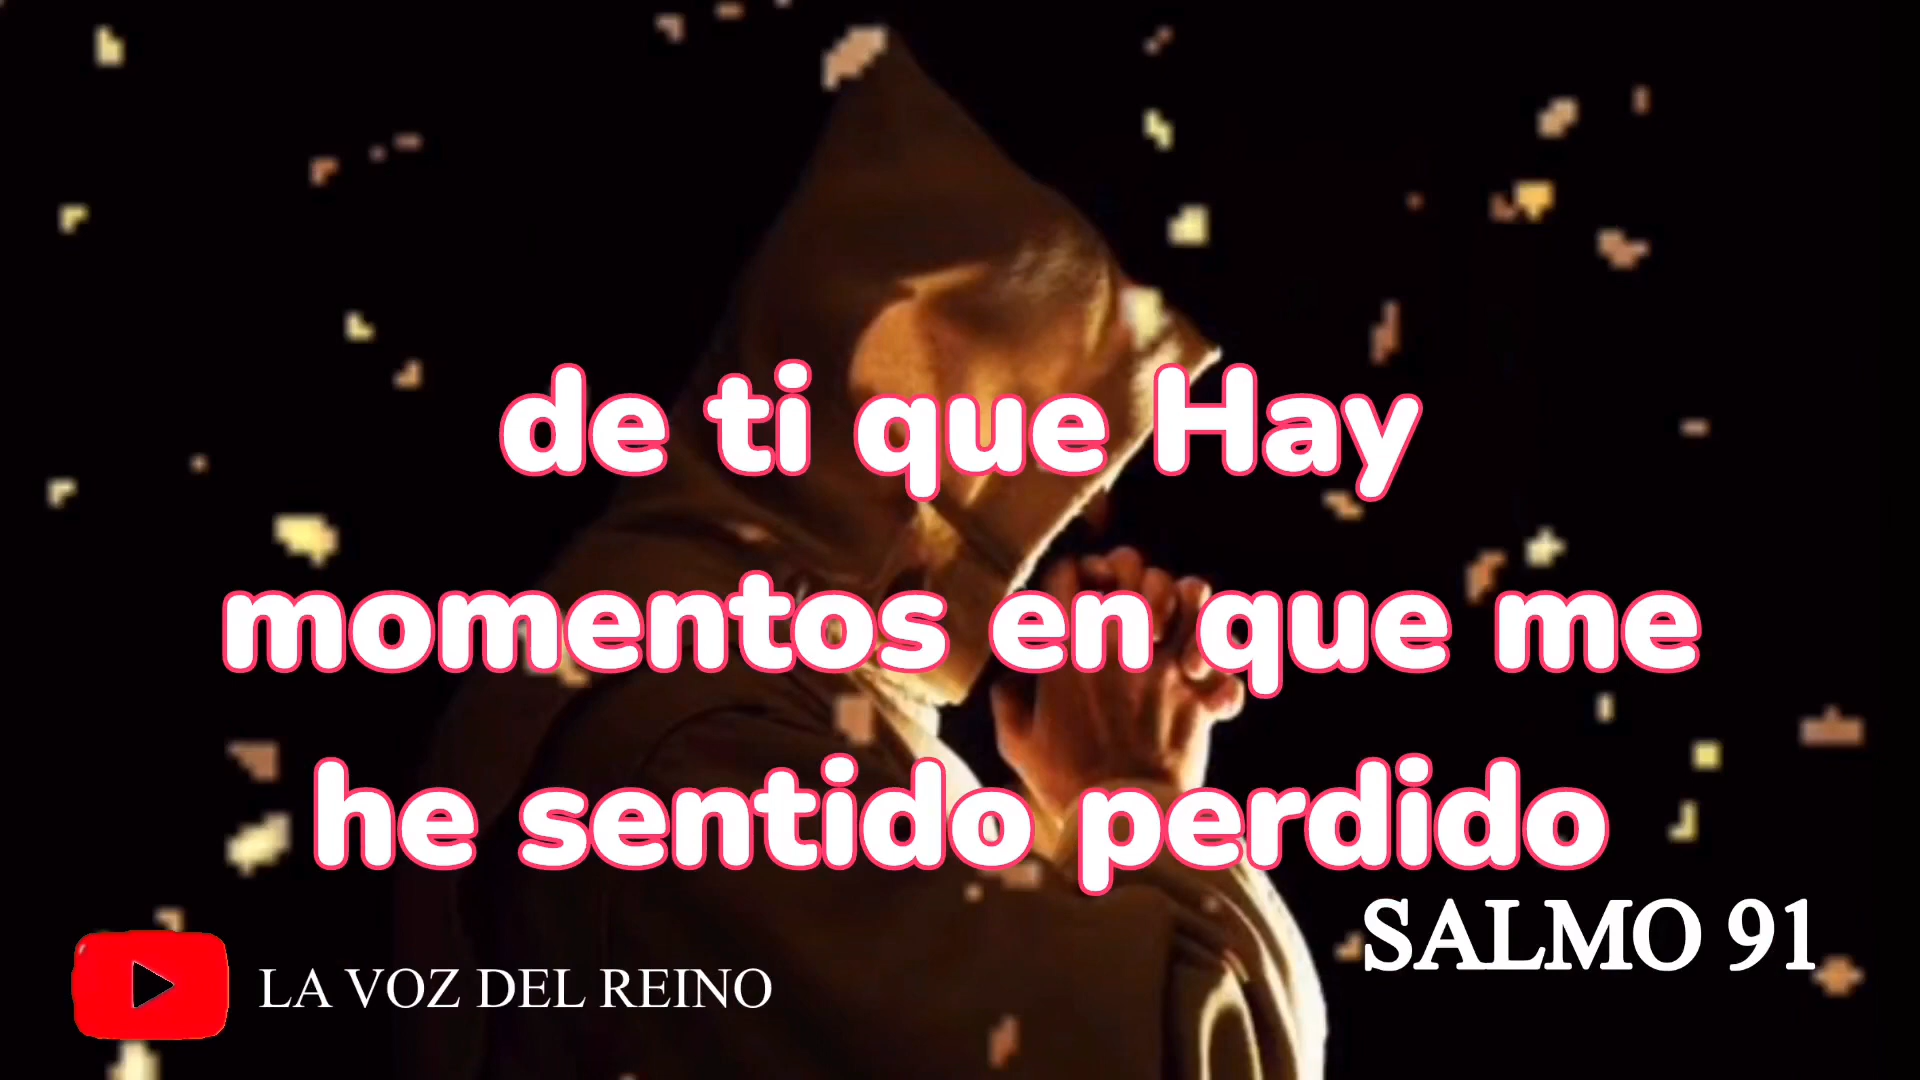 de ti que Hay
momentos en que me
he sentido perdido
SALMO 91
LA VOZ DEL REINO